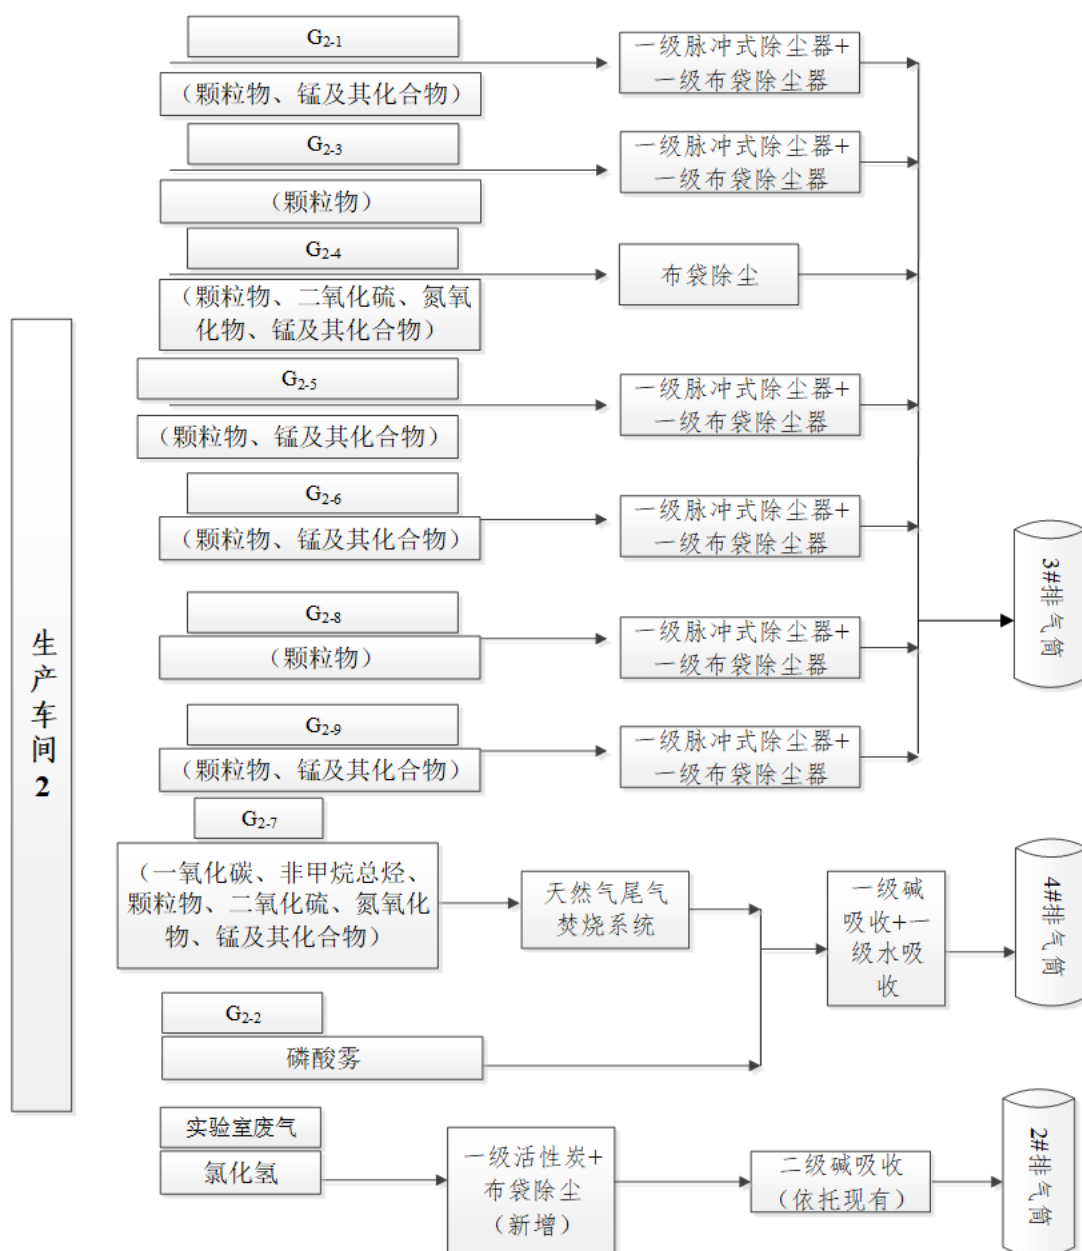 G2-1
（颗粒物、锰及其化合物）
一级脉冲式除尘器+
一级布袋除尘器
G2-3
（颗粒物）
一级脉冲式除尘器+
一级布袋除尘器
G2-4
（颗粒物、二氧化硫、氮氧
化物、锰及其化合物）
布袋除尘
G2-5
（颗粒物、锰及其化合物）
一级脉冲式除尘器+
一级布袋除尘器
G2-6
（颗粒物、锰及其化合物）
一级脉冲式除尘器+
一级布袋除尘器
G2-8
（颗粒物）
一级脉冲式除尘器+
一级布袋除尘器
G2-9
（颗粒物、锰及其化合物）
一级脉冲式除尘器+
一级布袋除尘器
3#排气筒
生产车间2
G2-7
（一氧化碳、非甲烷总烃、
颗粒物、二氧化硫、氮氧化
物、锰及其化合物）
天然气尾气
焚烧系统
一级碱
吸收+一
级水吸
收
4#排气筒
G2-2
磷酸雾
实验室废气
氯化氢
一级活性炭+
布袋除尘
（新增）
二级碱吸收
（依托现有）
2#排气筒